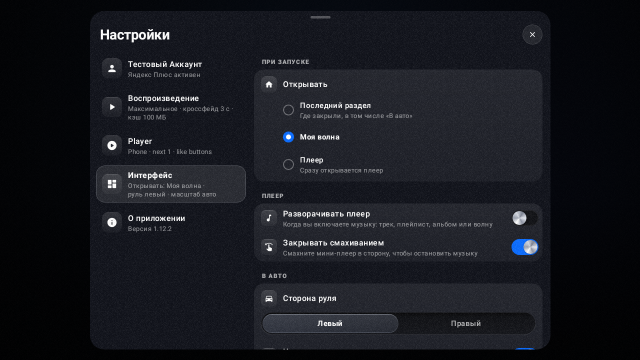 Настройки
Тестовый Аккаунт
Яндекс Плюс активен
Воспроизведение
Максимальное · кроссфейд 3 с ·
кэш 100 МБ
Player
Phone · next 1 · like buttons
Интерфейс
Открывать: Моя волна ·
руль левый · масштаб авто
О приложении
Версия 1.12.2
ПРИ ЗАПУСКЕ
Открывать
Последний раздел
Где закрыли, в том числе «В авто»
Моя волна
Плеер
Сразу открывается плеер
ПЛЕЕР
Разворачивать плеер
Когда вы включаете музыку: трек, плейлист, альбом или волну
Закрывать смахиванием
Смахните мини-плеер в сторону, чтобы остановить музыку
В АВТО
Сторона руля
Левый
Правый